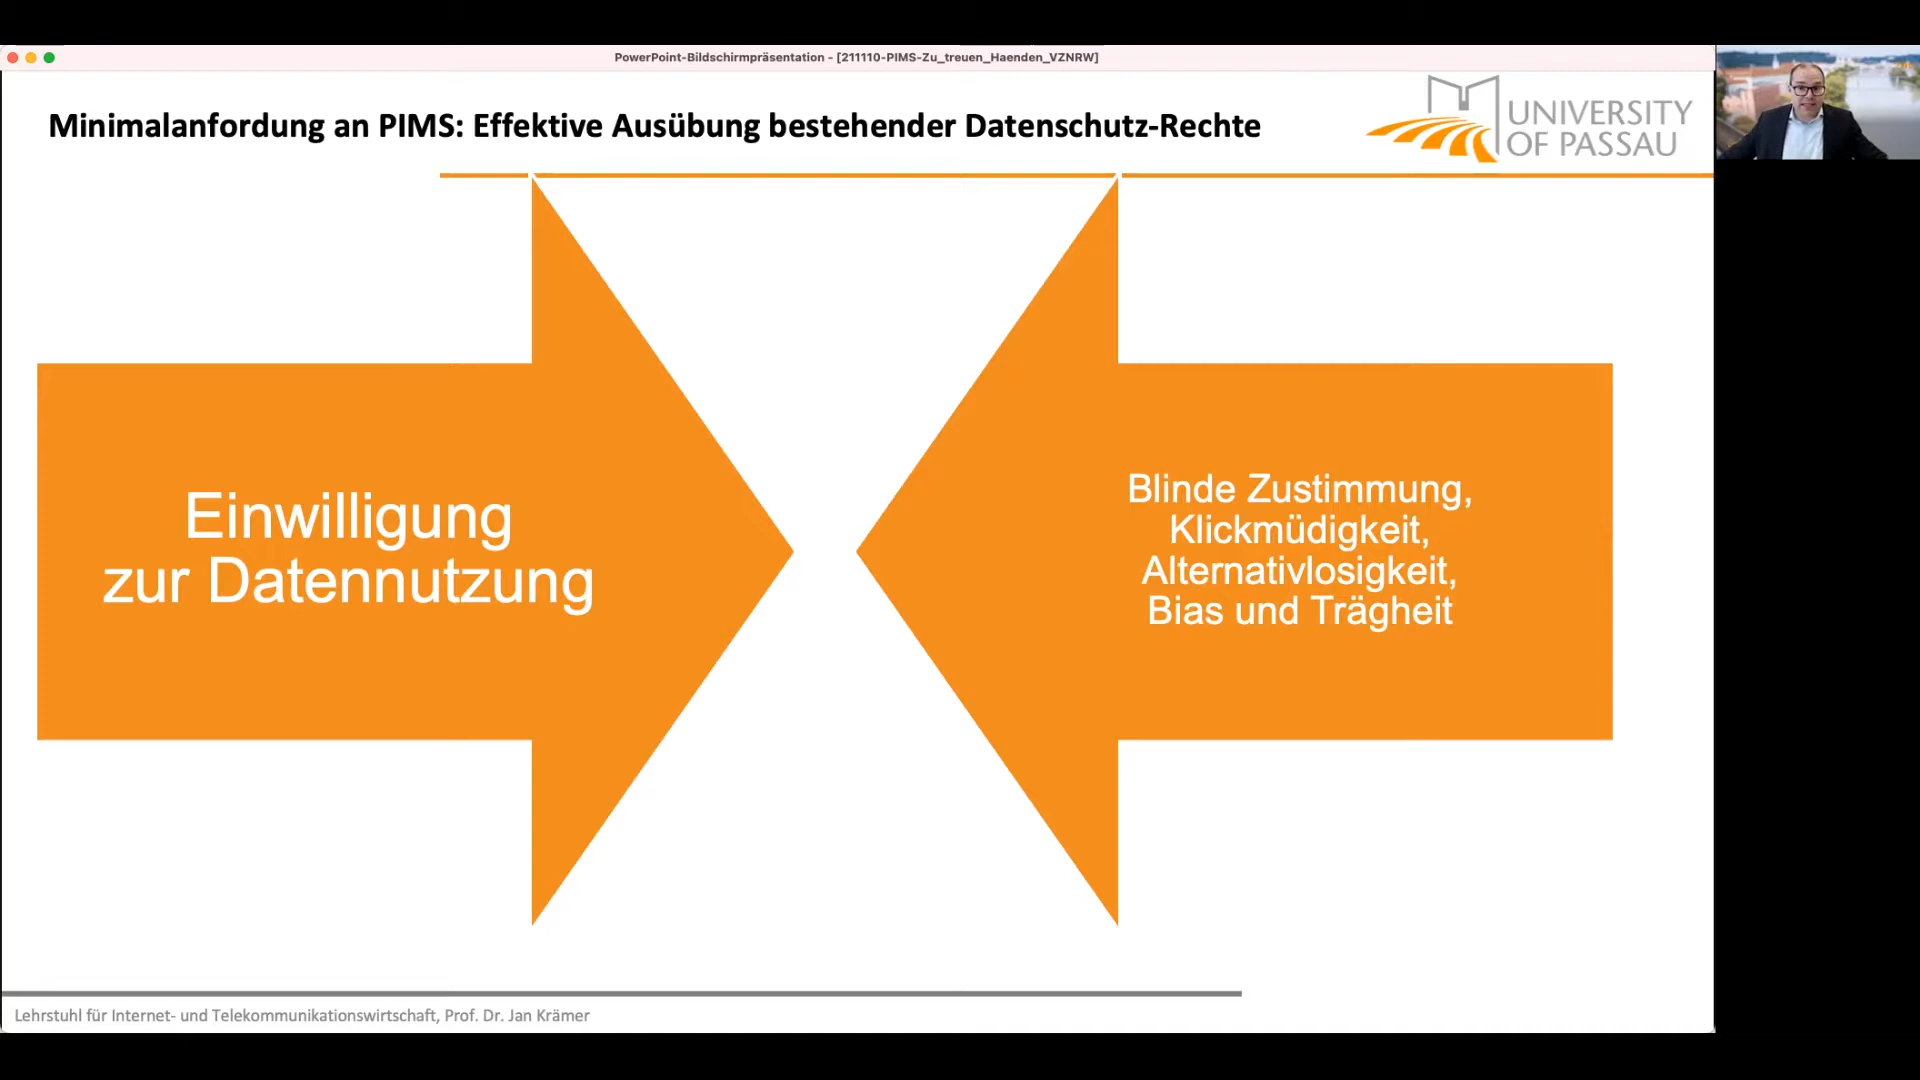 PowerPoint-Bildschirmpräsentation - [211110-PIMS-Zu_treuen_Haenden_VZNRW]
Minimalanfordung an PIMS: Effektive Ausübung bestehender Datenschutz-Rechte
UNIVERSITY
OF PASSAU
Einwilligung
zur Datennutzung
Blinde Zustimmung,
Klickmüdigkeit,
Alternativlosigkeit,
Bias und Trägheit
Lehrstuhl für Internet- und Telekommunikationswirtschaft, Prof. Dr. Jan Krämer